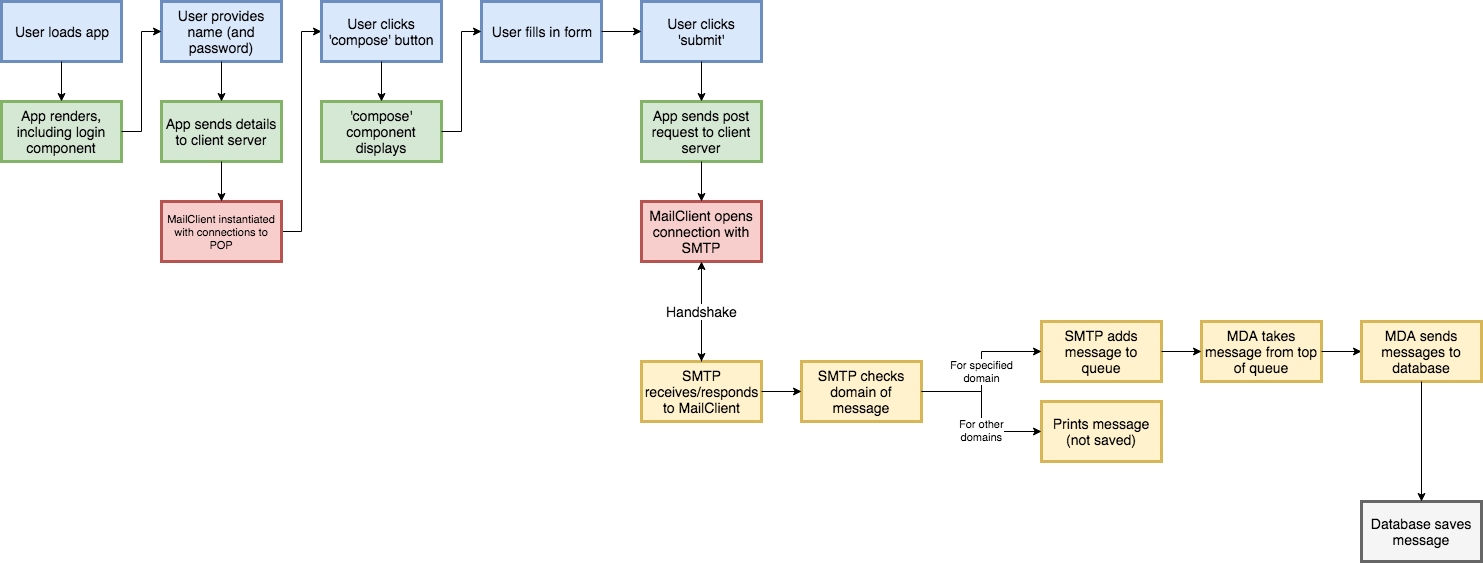 User loads app
User provides
name (and
password)
User clicks
'compose' button
User fills in form
User clicks
'submit'
App renders,
including login
component
App sends details
to client server
'compose'
component
displays
App sends post
request to client
server
MailClient instantiated
with connections to
POP
MailClient opens
connection with
SMTP
Handshake
SMTP
receives/responds
to MailClient
SMTP checks
domain of
message
For specified
domain
For other
domains
SMTP adds
message to
queue
MDA takes
message from top
of queue
MDA sends
messages to
database
Prints message
(not saved)
Database saves
message